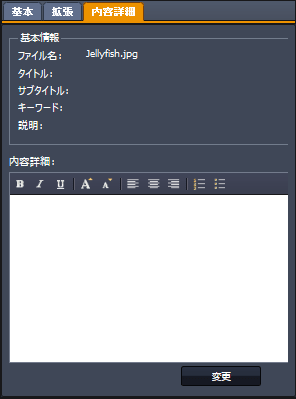 基本 拡張 内容詳細
基本情報
ファイル名： Jellyfish.jpg
タイトル：
サブタイトル：
キーワード：
説明：
内容詳細：
B I U A A
変更